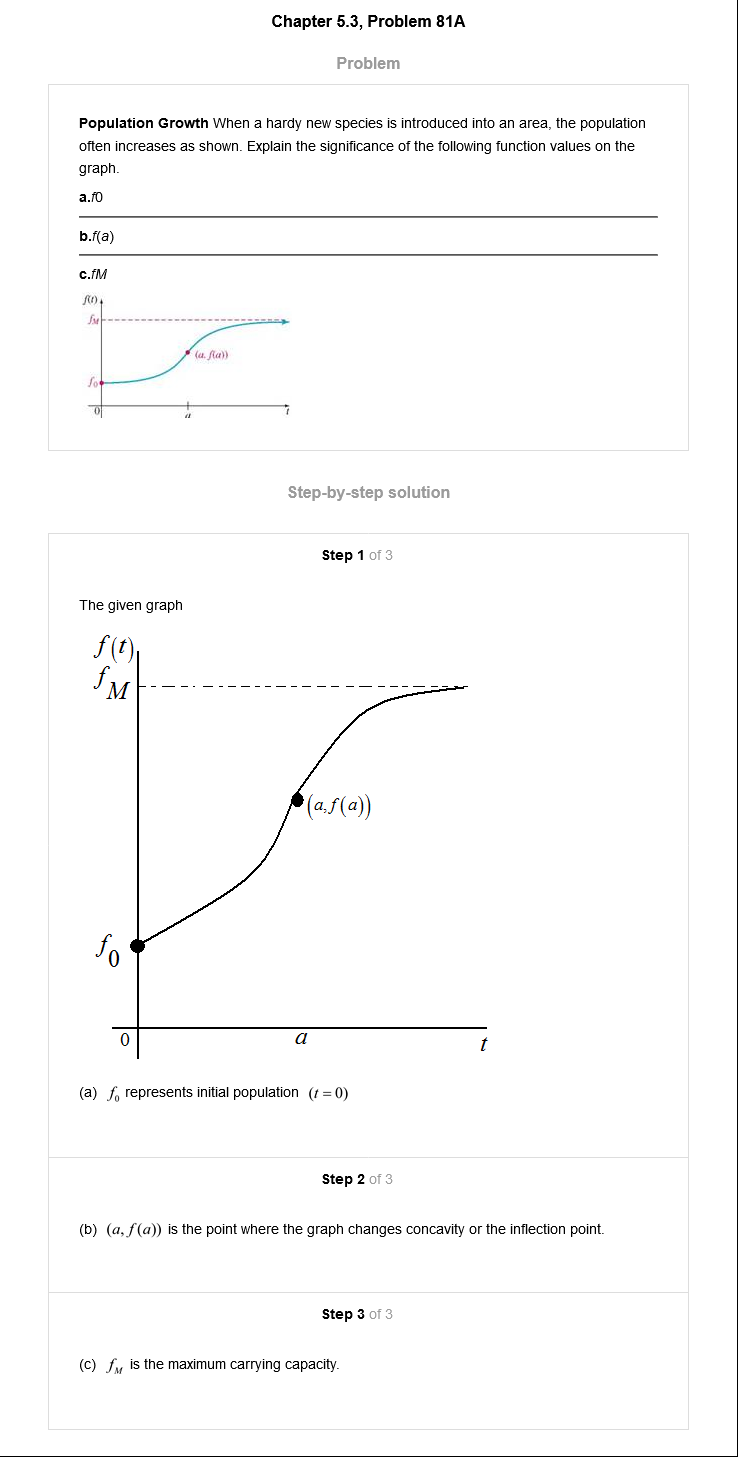 Chapter 5.3, Problem 81A
Problem
Population Growth When a hardy new species is introduced into an area, the population
often increases as shown. Explain the significance of the following function values on the
graph.
a.f0
b.f(a)
c.fM
f(t)
f_M
(a, f(a))
f_0
0
a
t
Step-by-step solution
Step 1 of 3
The given graph
f(t)
f_M
(a, f(a))
f_0
0
a
t
(a) f_0 represents initial population (t = 0)
Step 2 of 3
(b) (a, f(a)) is the point where the graph changes concavity or the inflection point.
Step 3 of 3
(c) f_M is the maximum carrying capacity.